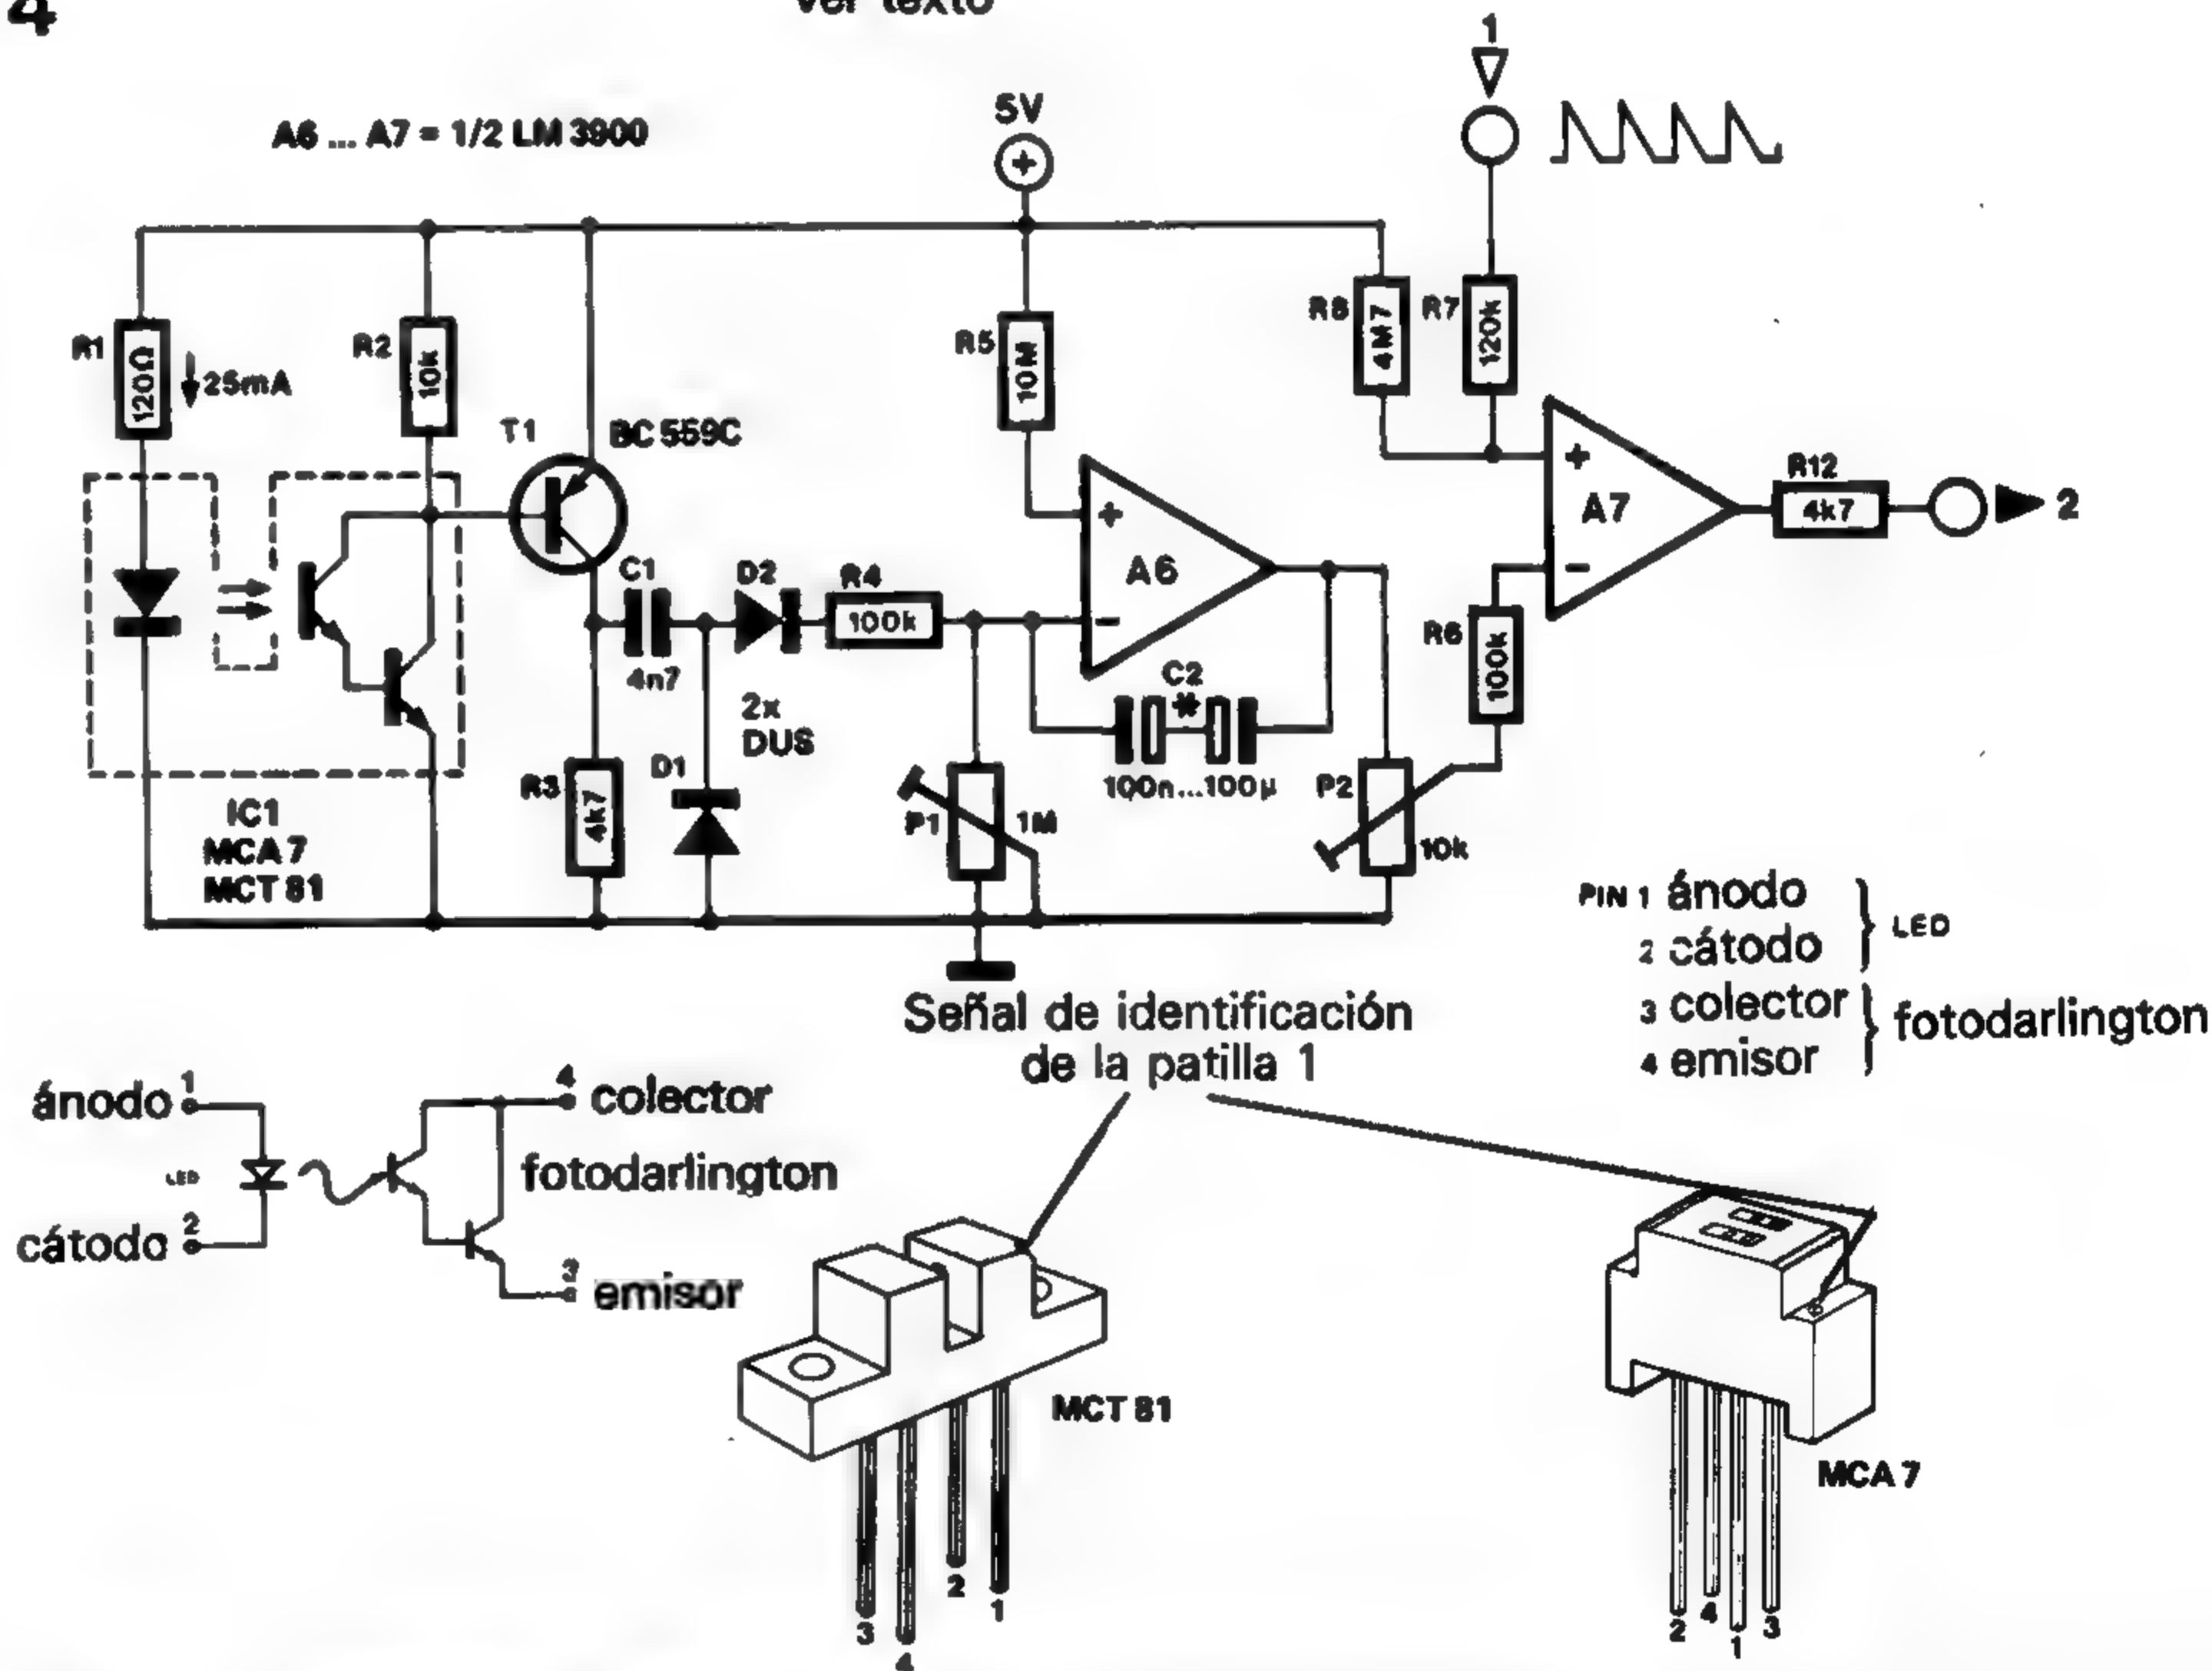 4
ver texto
1
A6 ... A7 = 1/2 LM 3900
5V
R1
120Ω
25mA
R2
10k
T1
BC 559C
R5
10M
R8
4M7
R7
120k
+
A7
-
R12
4k7
2
+
A6
-
C1
4n7
D2
R4
100k
2x
DUS
D1
R3
4k7
C2
*
100n...100μ
P1
1M
P2
10k
R6
100k
IC1
MCA 7
MCT 81
PIN 1 ánodo
2 cátodo
LED
3 colector
4 emisor
fotodarlington
Señal de identificación
de la patilla 1
ánodo 1
LED
cátodo 2
4 colector
fotodarlington
3 emisor
MCT 81
3
4
2
1
MCA 7
2
4
1
3